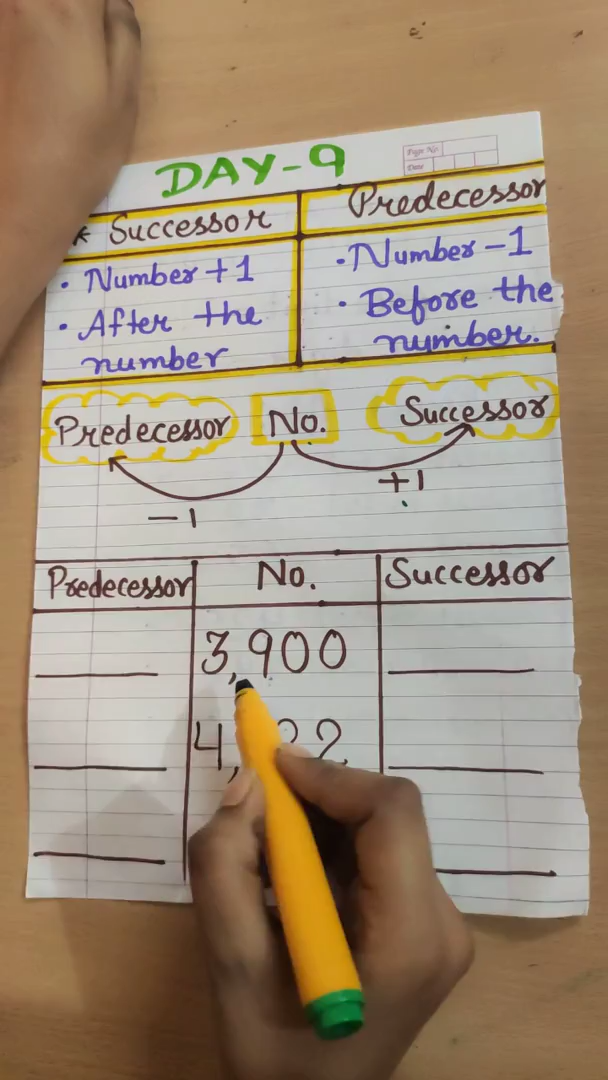 DAY-9
Page No.
Date
* Successor
Predecessor
• Number +1
• After the
number
• Number -1
• Before the
number.
Predecessor No. Successor
-1
+1
Predecessor No. Successor
3,900